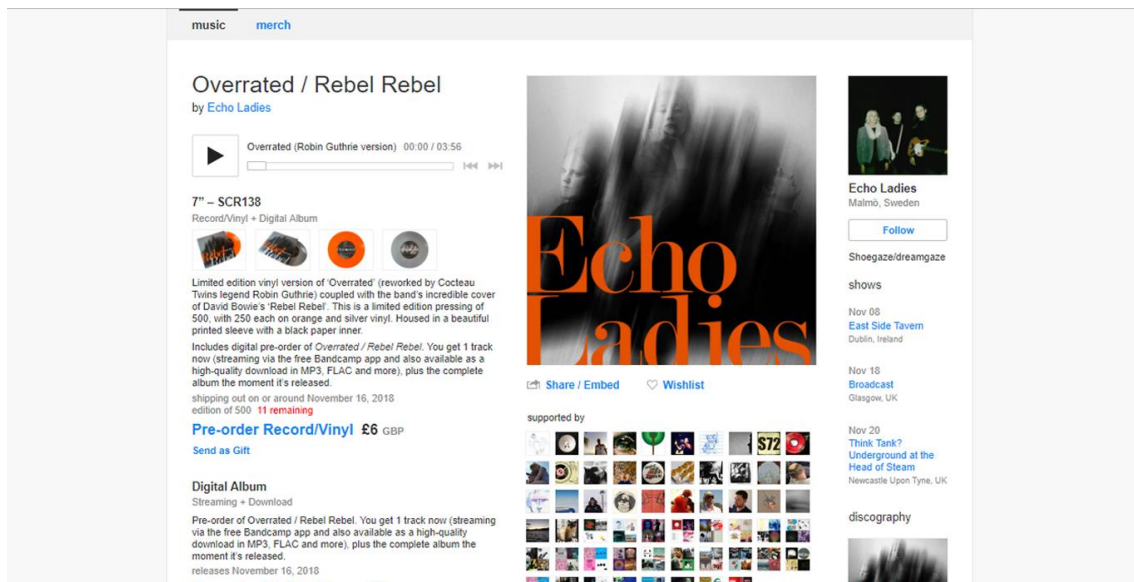 music merch
Overrated / Rebel Rebel
by Echo Ladies
Overrated (Robin Guthrie version) 00:00 / 03:56
7” – SCR138
Record/Vinyl + Digital Album
Limited edition vinyl version of ‘Overrated’ (reworked by Cocteau
Twins legend Robin Guthrie) coupled with the band’s incredible cover
of David Bowie’s ‘Rebel Rebel’. This is a limited edition pressing of
500, with 250 each on orange and silver vinyl. Housed in a beautiful
printed sleeve with a black paper inner.
Includes digital pre-order of Overrated / Rebel Rebel. You get 1 track
now (streaming via the free Bandcamp app and also available as a
high-quality download in MP3, FLAC and more), plus the complete
album the moment it’s released.
shipping out on or around November 16, 2018
edition of 500 11 remaining
Pre-order Record/Vinyl £6 GBP
Send as Gift
Digital Album
Streaming + Download
Pre-order of Overrated / Rebel Rebel. You get 1 track now (streaming
via the free Bandcamp app and also available as a high-quality
download in MP3, FLAC and more), plus the complete album the
moment it’s released.
releases November 16, 2018
Echo
Ladies
Share / Embed
Wishlist
supported by
S72
Echo Ladies
Malmö, Sweden
Follow
Shoegaze/dreamgaze
shows
Nov 08
East Side Tavern
Dublin, Ireland
Nov 18
Broadcast
Glasgow, UK
Nov 20
Think Tank?
Underground at the
Head of Steam
Newcastle Upon Tyne, UK
discography